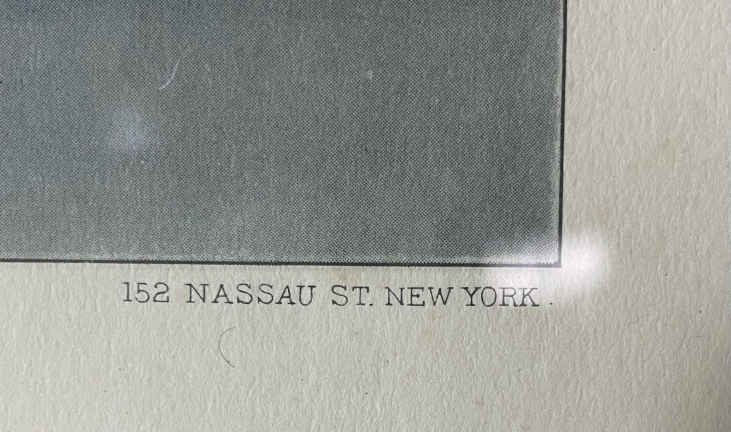 152 NASSAU ST. NEW YORK.